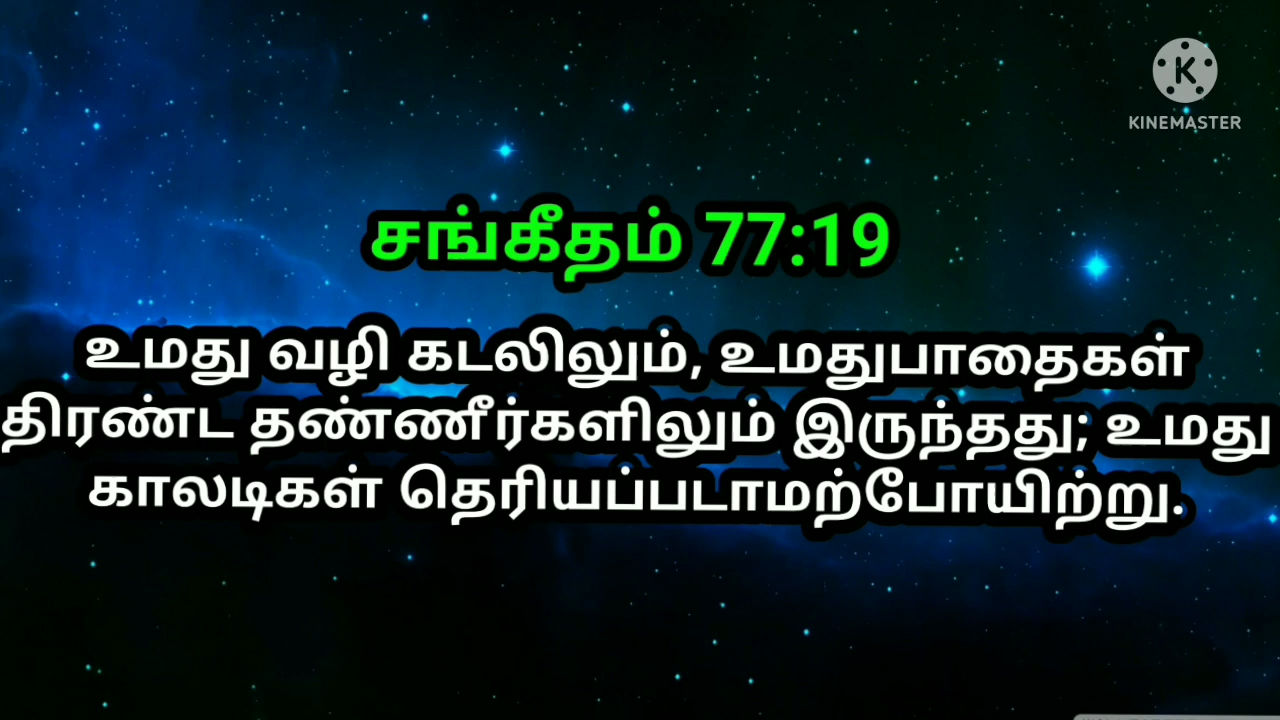 KINEMASTER
சங்கீதம் 77:19
உமது வழி கடலிலும், உமதுபாதைகள்
திரண்ட தண்ணீர்களிலும் இருந்தது; உமது
காலடிகள் தெரியப்படாமற்போயிற்று.